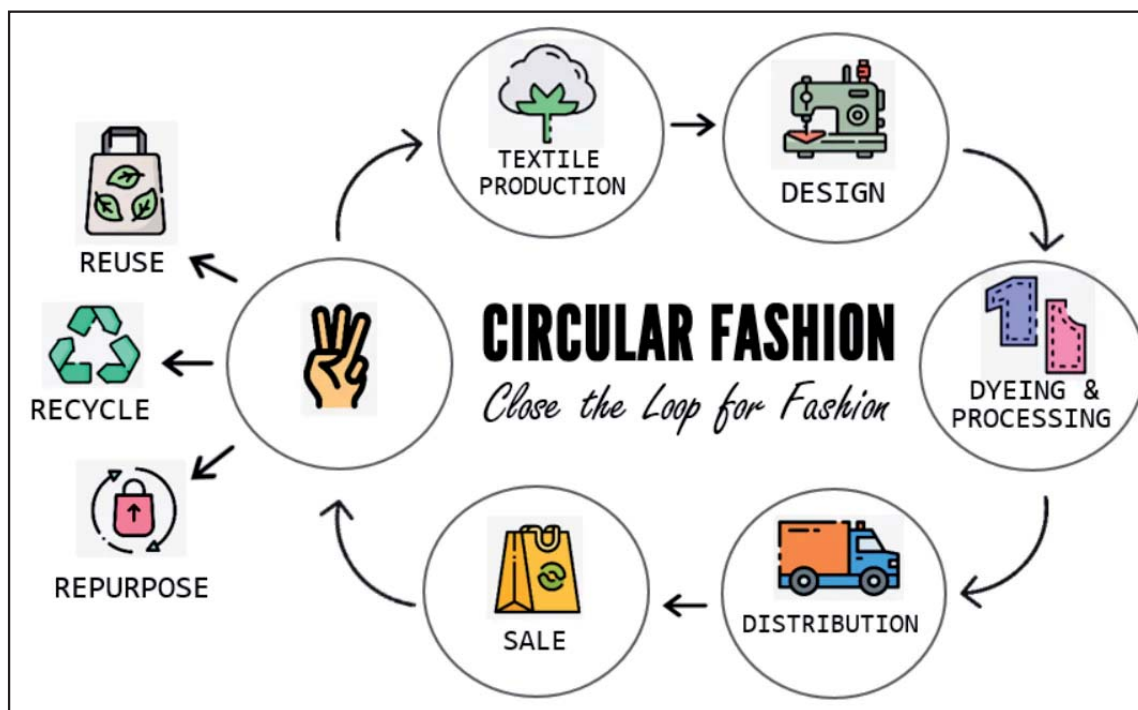 TEXTILE
PRODUCTION
DESIGN
REUSE
RECYCLE
REPURPOSE
CIRCULAR FASHION
Close the Loop for Fashion
DYEING &
PROCESSING
SALE
DISTRIBUTION